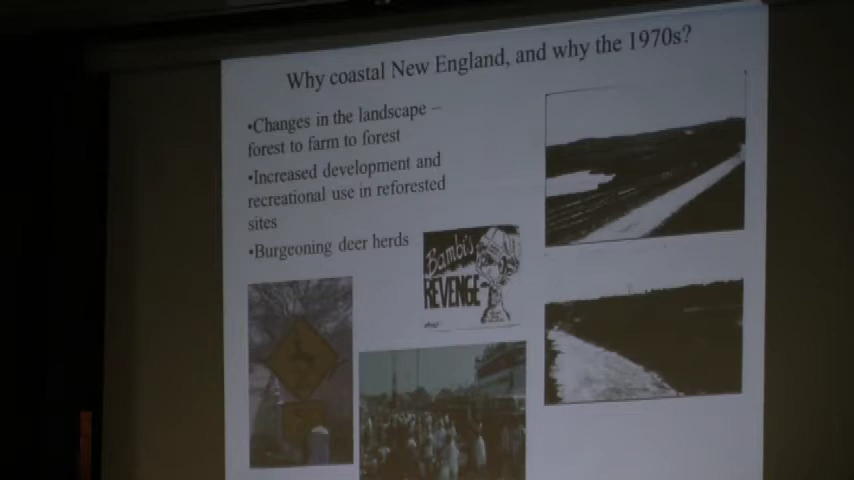 Why coastal New England, and why the 1970s?
•Changes in the landscape –
forest to farm to forest
•Increased development and
recreational use in reforested
sites
•Burgeoning deer herds
Bambi's
REVENGE